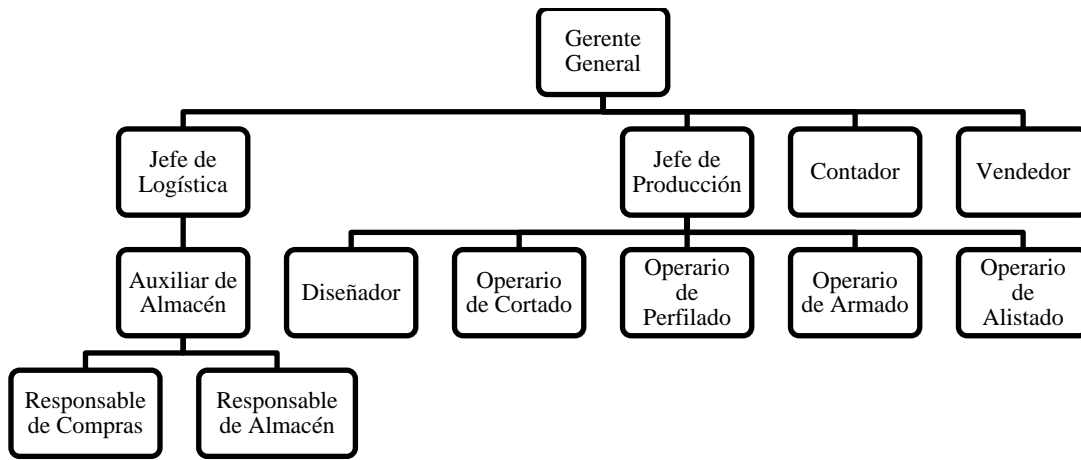 Gerente
General
Jefe de
Logística
Jefe de
Producción
Contador
Vendedor
Auxiliar de
Almacén
Diseñador
Operario
de Cortado
Operario
de
Perfilado
Operario
de Armado
Operario
de
Alistado
Responsable
de Compras
Responsable
de Almacén